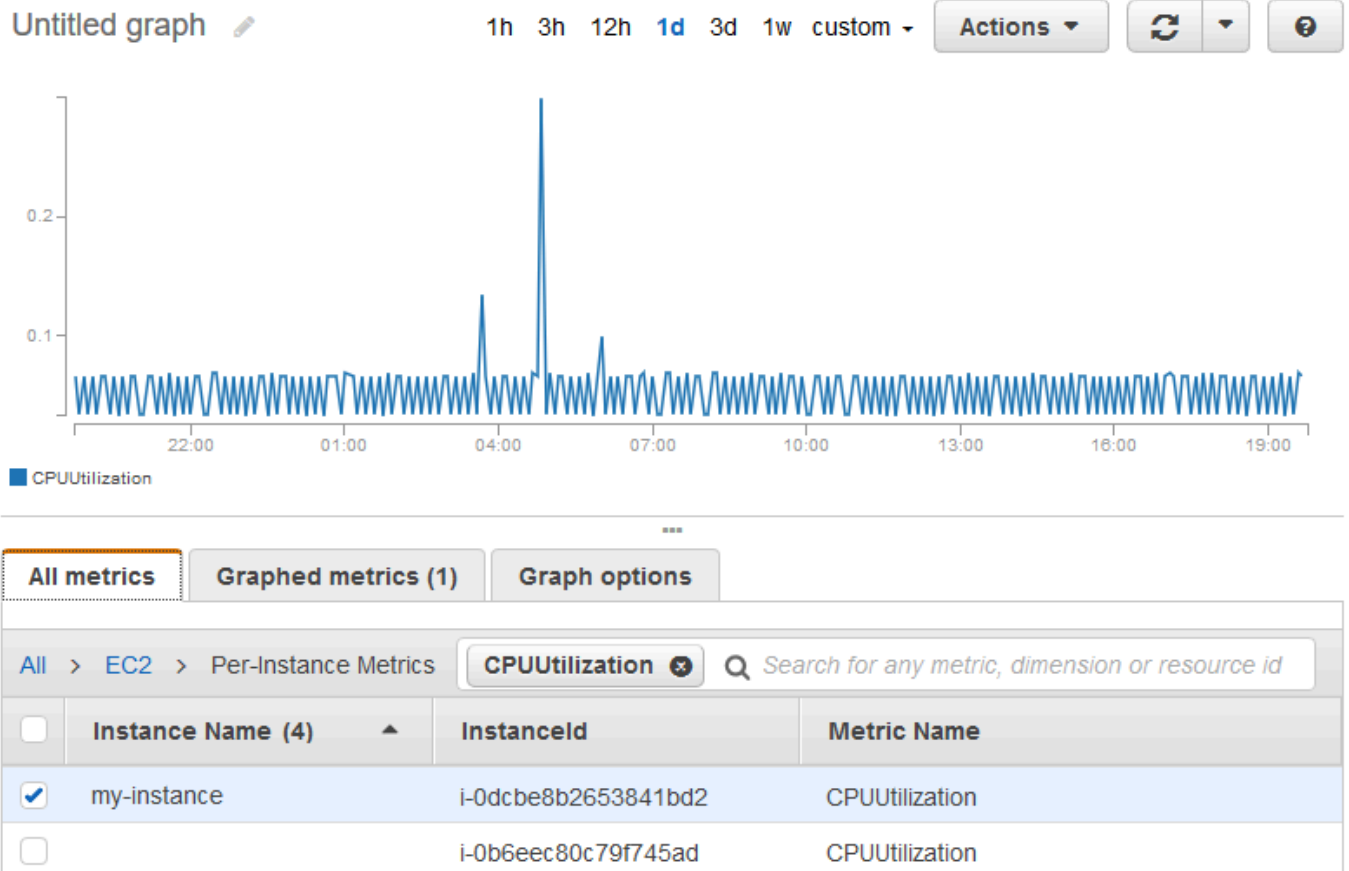 Untitled graph 1h 3h 12h 1d 3d 1w custom Actions
0.2
0.1
22:00 01:00 04:00 07:00 10:00 13:00 16:00 19:00
CPUUtilization
All metrics Graphed metrics (1) Graph options
All > EC2 > Per-Instance Metrics CPUUtilization Search for any metric, dimension or resource id
Instance Name (4) InstanceId Metric Name
my-instance i-0dcbe8b2653841bd2 CPUUtilization
i-0b6eec80c79f745ad CPUUtilization